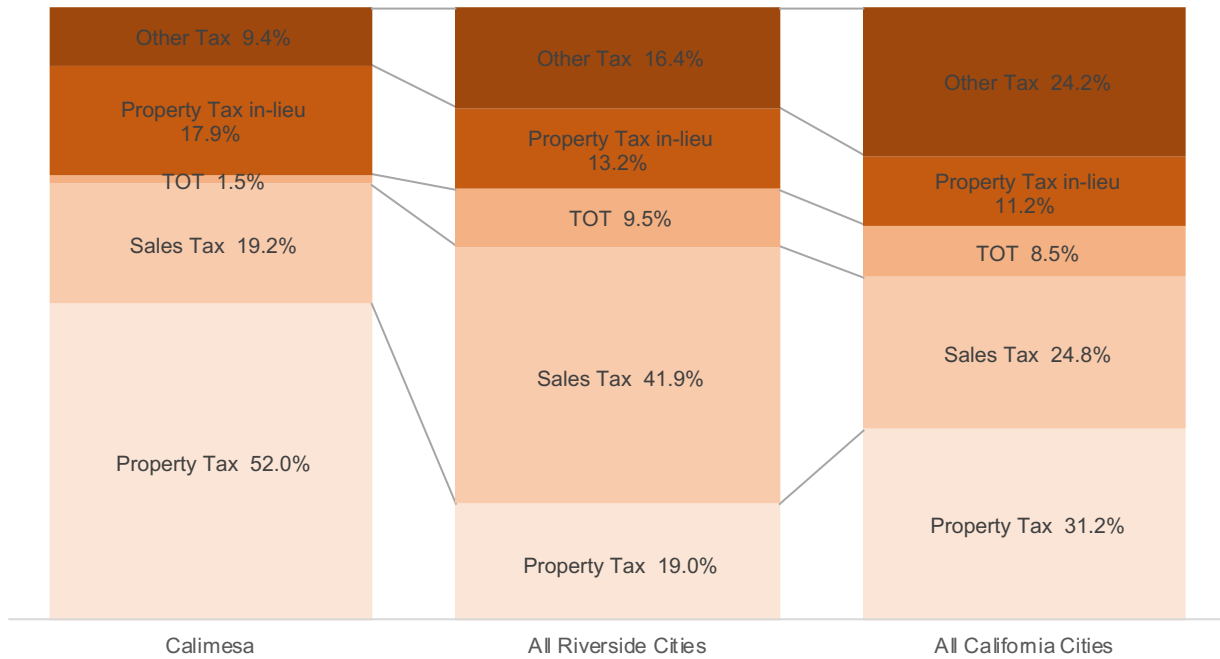 Other Tax 9.4%
Property Tax in-lieu
17.9%
TOT 1.5%
Sales Tax 19.2%
Property Tax 52.0%
Other Tax 16.4%
Property Tax in-lieu
13.2%
TOT 9.5%
Sales Tax 41.9%
Property Tax 19.0%
Other Tax 24.2%
Property Tax in-lieu
11.2%
TOT 8.5%
Sales Tax 24.8%
Property Tax 31.2%
Calimesa
All Riverside Cities
All California Cities